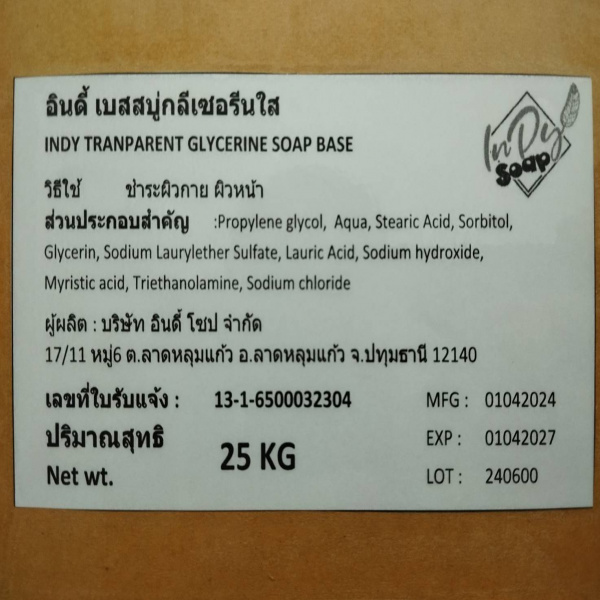 อินดี้ เบสสบู่กลีเซอรีนใส
INDY TRANPARENT GLYCERINE SOAP BASE
InDy
Soap
วิธีใช้ ชำระผิวกาย ผิวหน้า
ส่วนประกอบสำคัญ :Propylene glycol, Aqua, Stearic Acid, Sorbitol,
Glycerin, Sodium Laurylether Sulfate, Lauric Acid, Sodium hydroxide,
Myristic acid, Triethanolamine, Sodium chloride
ผู้ผลิต : บริษัท อินดี้ โซป จำกัด
17/11 หมู่6 ต.ลาดหลุมแก้ว อ.ลาดหลุมแก้ว จ.ปทุมธานี 12140
เลขที่ใบรับแจ้ง : 13-1-6500032304 MFG : 01042024
ปริมาณสุทธิ 25 KG EXP : 01042027
Net wt. LOT : 240600